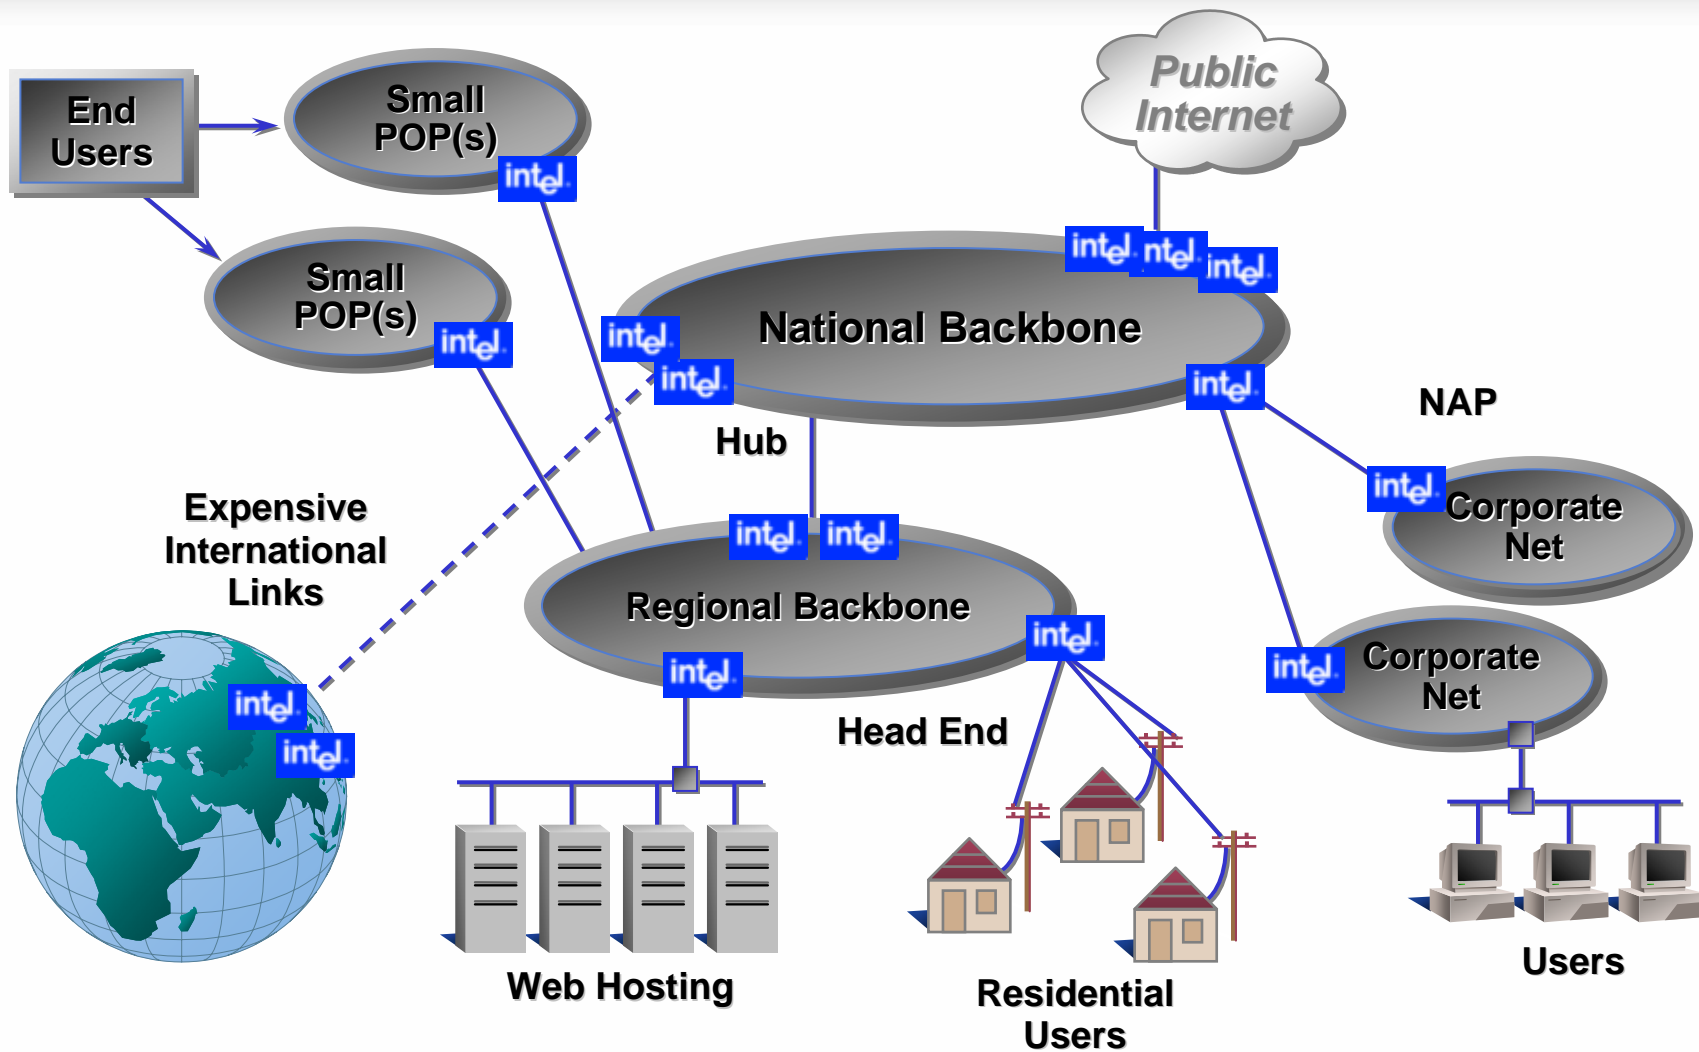 Public
Internet
End
Users
Small
POP(s)
intel.
Small
POP(s)
intel.
intel.
ntel.
intel.
National Backbone
intel.
intel.
intel.
NAP
Hub
intel.
Corporate
Net
Expensive
International
Links
intel.
intel.
Regional Backbone
intel.
intel.
intel.
Corporate
Net
intel.
intel.
Head End
Web Hosting
Residential
Users
Users